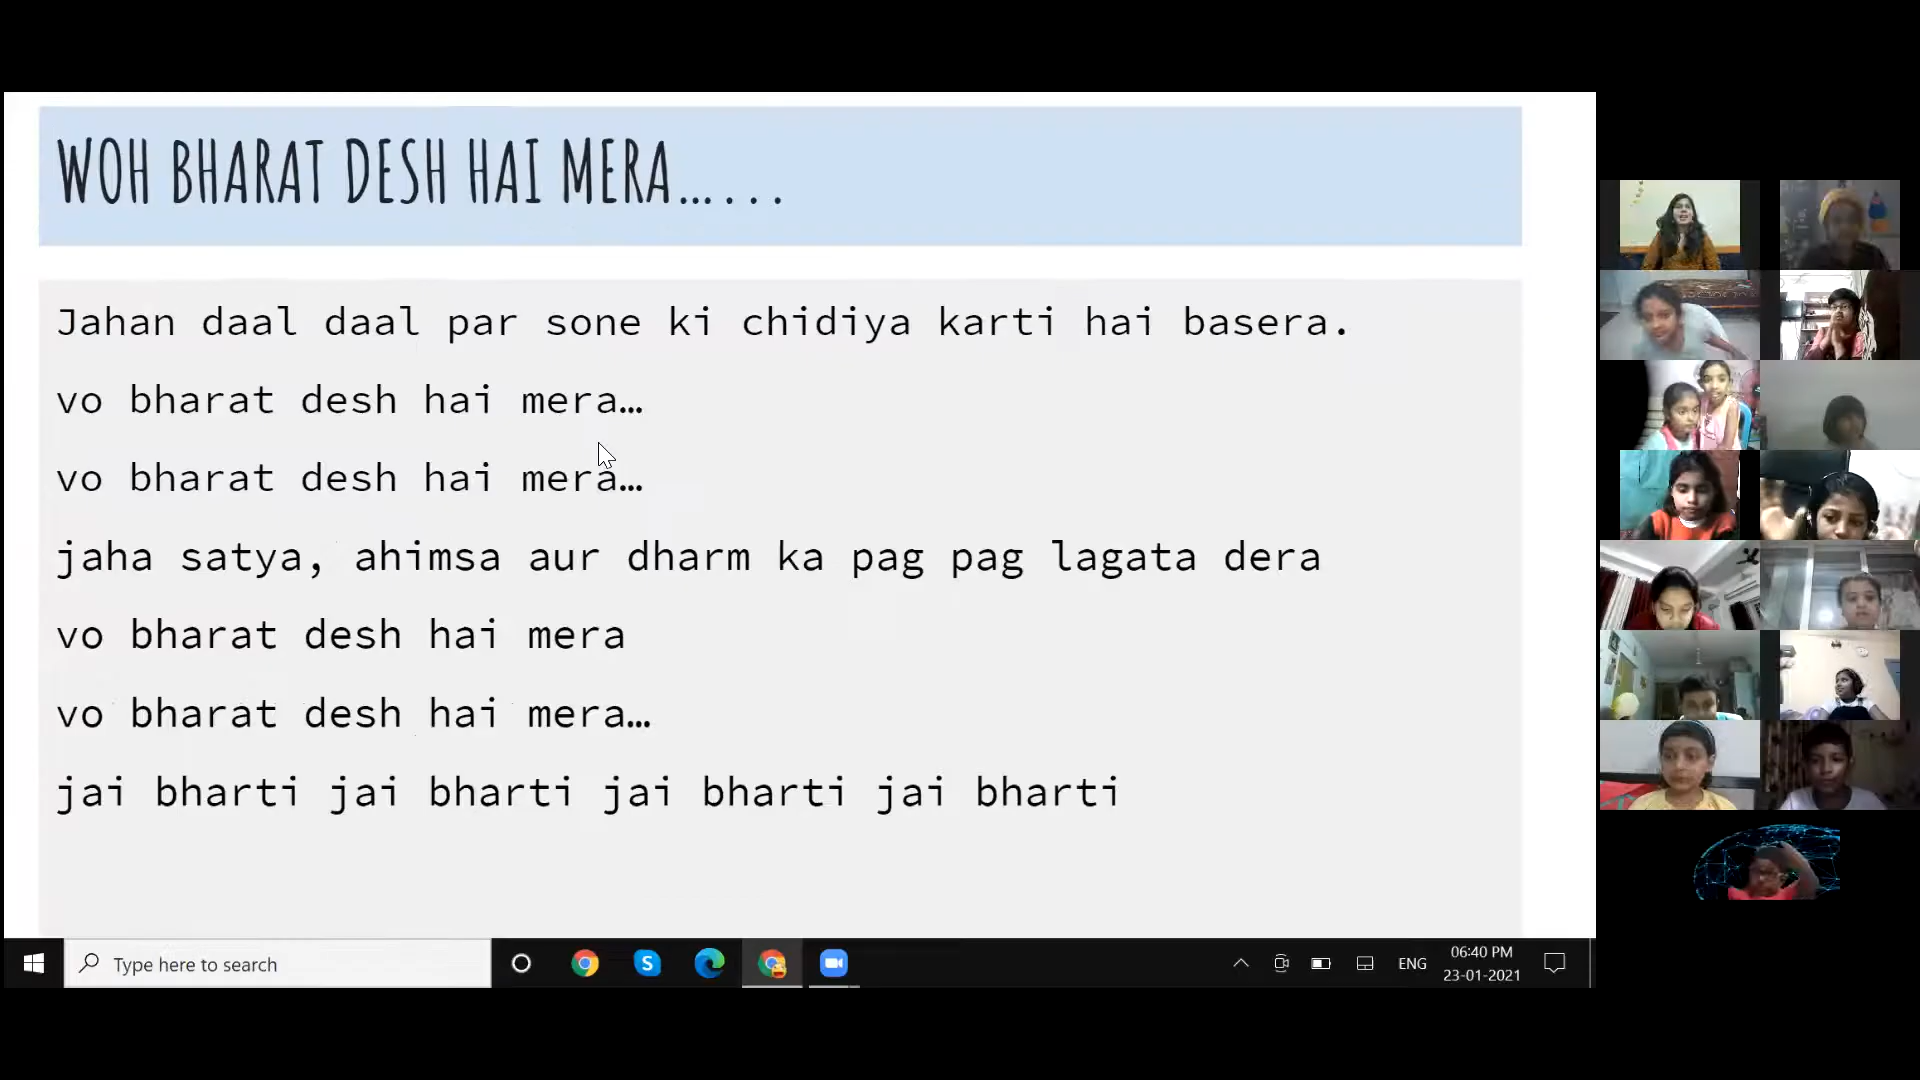 WOH BHARAT DESH HAI MERA......
Jahan daal daal par sone ki chidiya karti hai basera.
vo bharat desh hai mera…
vo bharat desh hai mera…
jaha satya, ahimsa aur dharm ka pag pag lagata dera
vo bharat desh hai mera
vo bharat desh hai mera…
jai bharti jai bharti jai bharti jai bharti
Type here to search
S
ENG
06:40 PM
23-01-2021